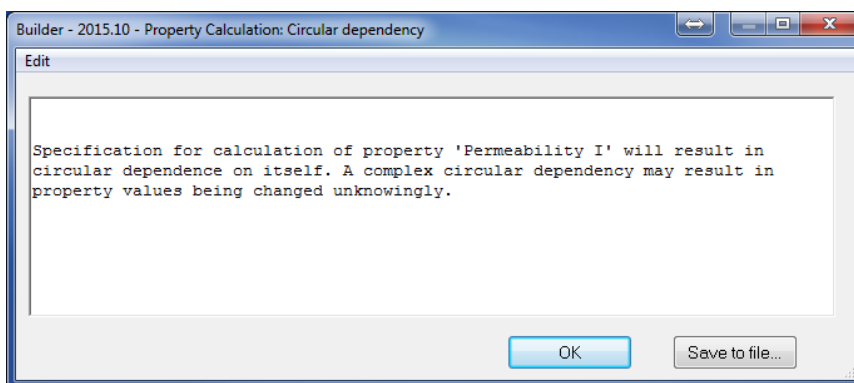 Builder - 2015.10 - Property Calculation: Circular dependency
Edit
Specification for calculation of property 'Permeability I' will result in
circular dependence on itself. A complex circular dependency may result in
property values being changed unknowingly.
OK
Save to file...